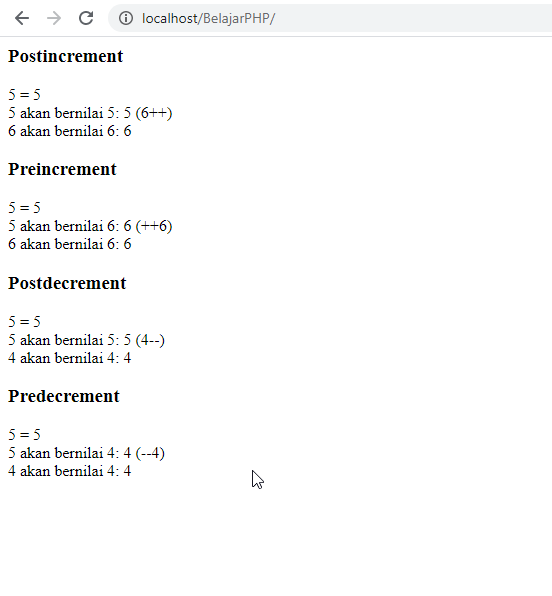 localhost/BelajarPHP/
Postincrement
5 = 5
5 akan bernilai 5: 5 (6++)
6 akan bernilai 6: 6
Preincrement
5 = 5
5 akan bernilai 6: 6 (++6)
6 akan bernilai 6: 6
Postdecrement
5 = 5
5 akan bernilai 5: 5 (4--)
4 akan bernilai 4: 4
Predecrement
5 = 5
5 akan bernilai 4: 4 (--4)
4 akan bernilai 4: 4